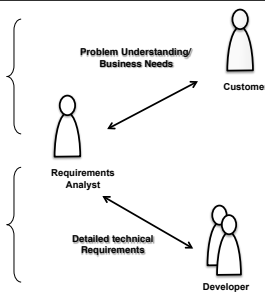 Problem Understanding/
Business Needs
Custome
Requirements
Analyst
Detailed technical
Requirements
Developer